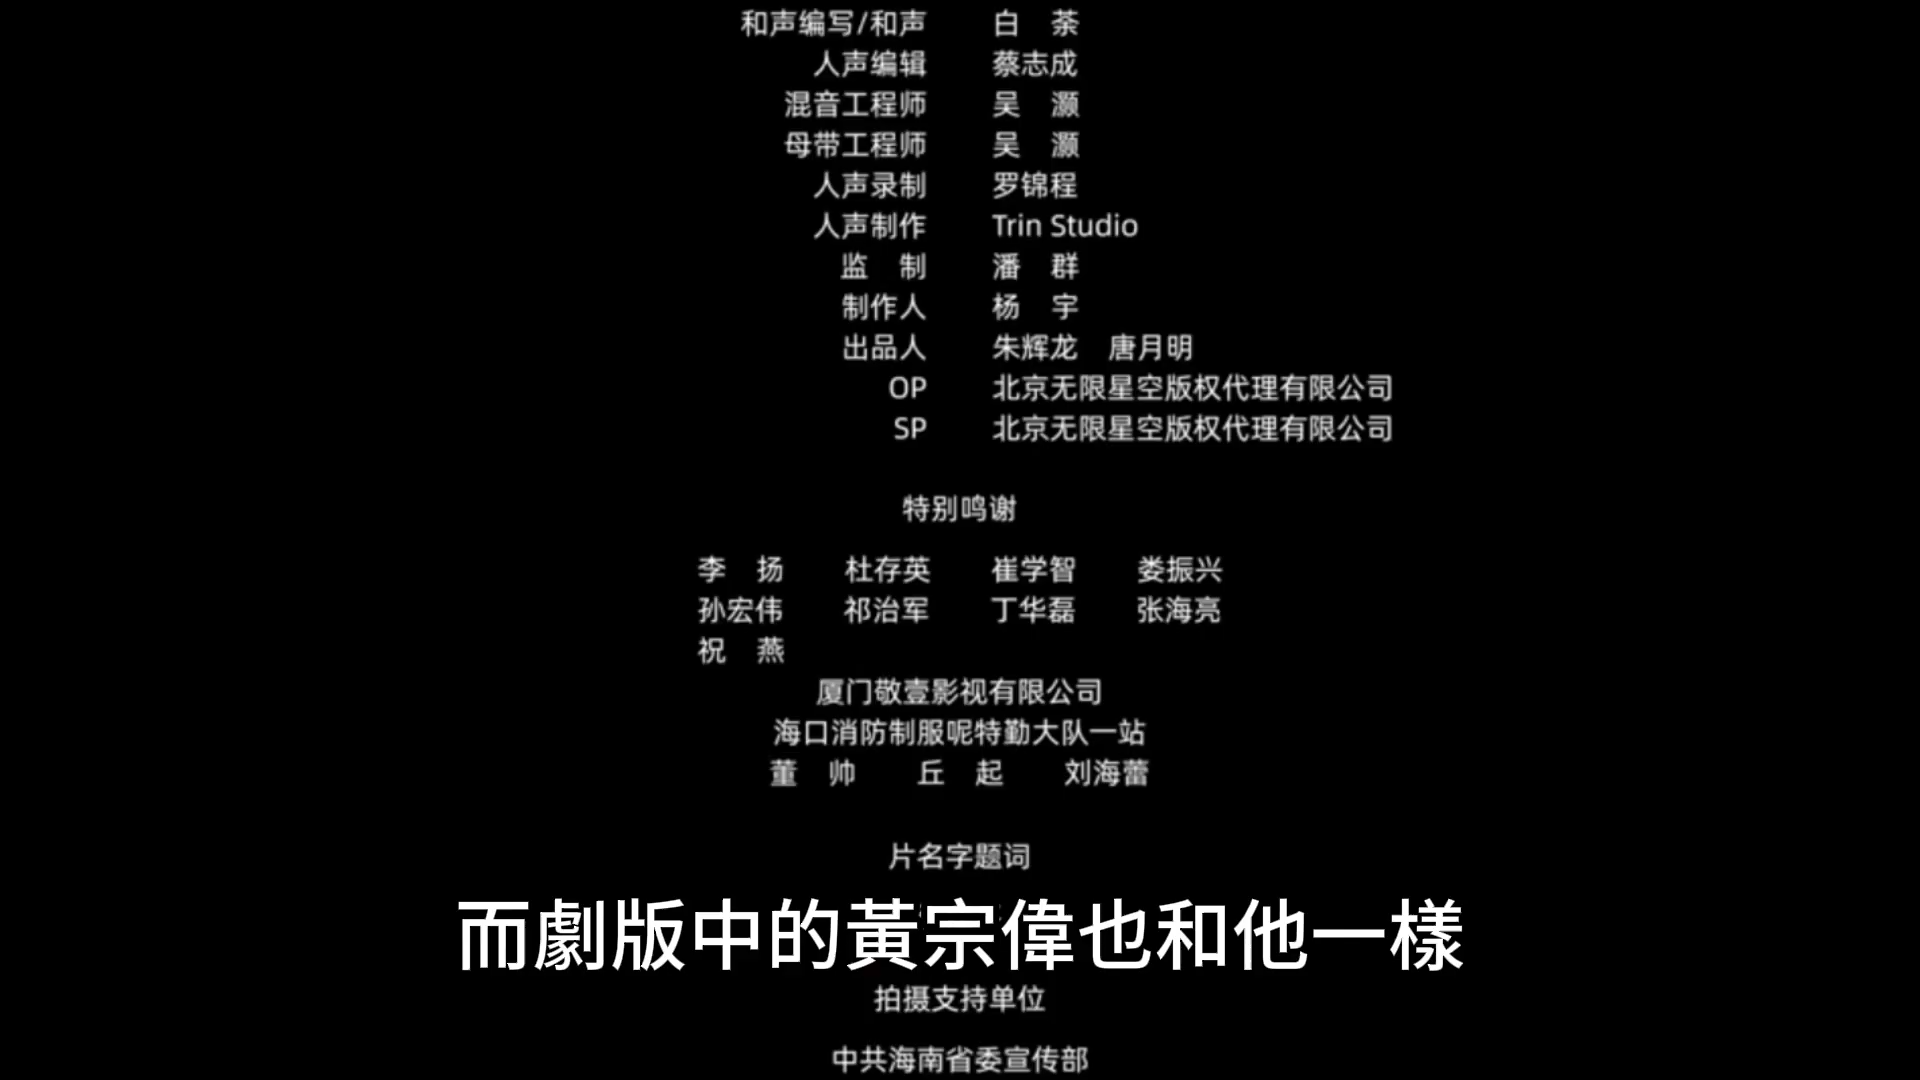 和声编写/和声 白 荼
人声编辑 蔡志成
混音工程师 吴 灏
母带工程师 吴 灏
人声录制 罗锦程
人声制作 Trin Studio
监 制 潘 群
制作人 杨 宇
出品人 朱辉龙 唐月明
OP 北京无限星空版权代理有限公司
SP 北京无限星空版权代理有限公司
特别鸣谢
李 扬 杜存英 崔学智 娄振兴
孙宏伟 祁治军 丁华磊 张海亮
祝 燕
厦门敬壹影视有限公司
海口消防制服呢特勤大队一站
董 帅 丘 起 刘海蕾
片名字题词
而劇版中的黃宗偉也和他一樣
拍摄支持单位
中共海南省委宣传部